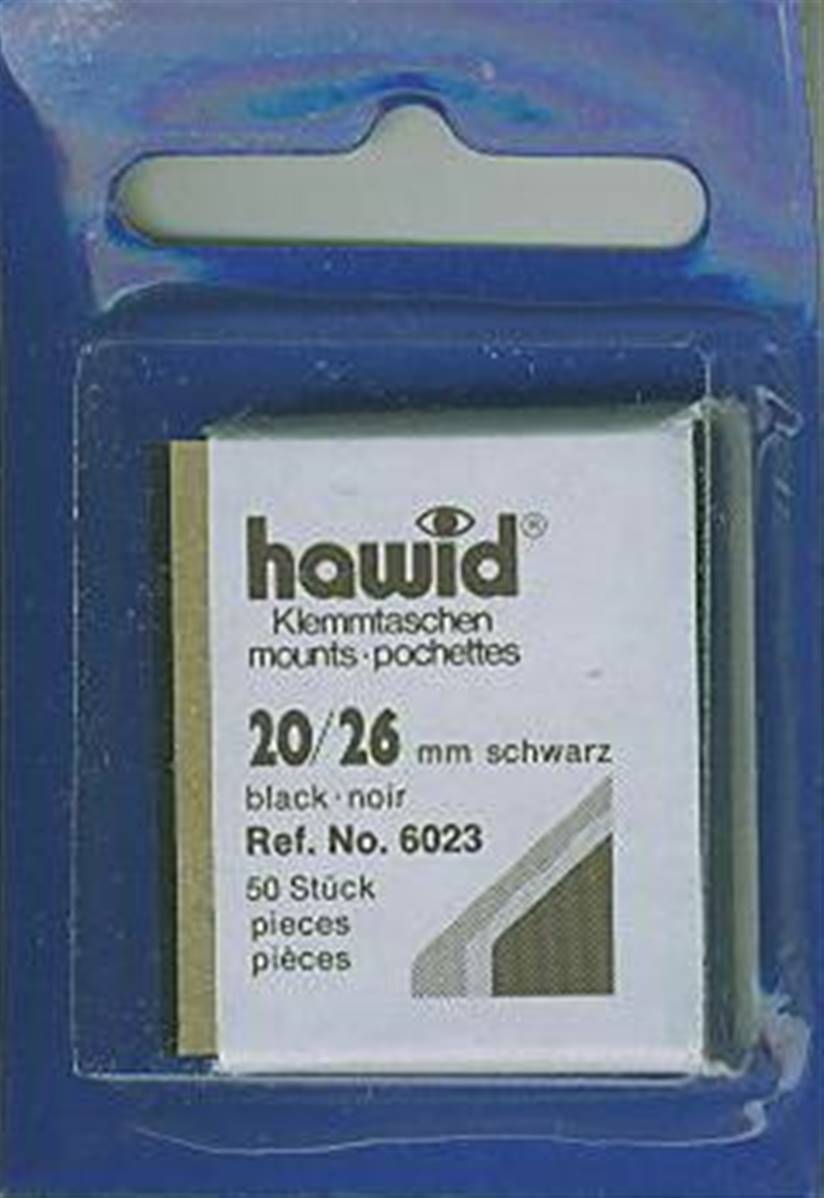 hawid®
Klemmtaschen
mounts·pochettes
20/26 mm schwarz
black·noir
Ref. No. 6023
50 Stück
pieces
pièces